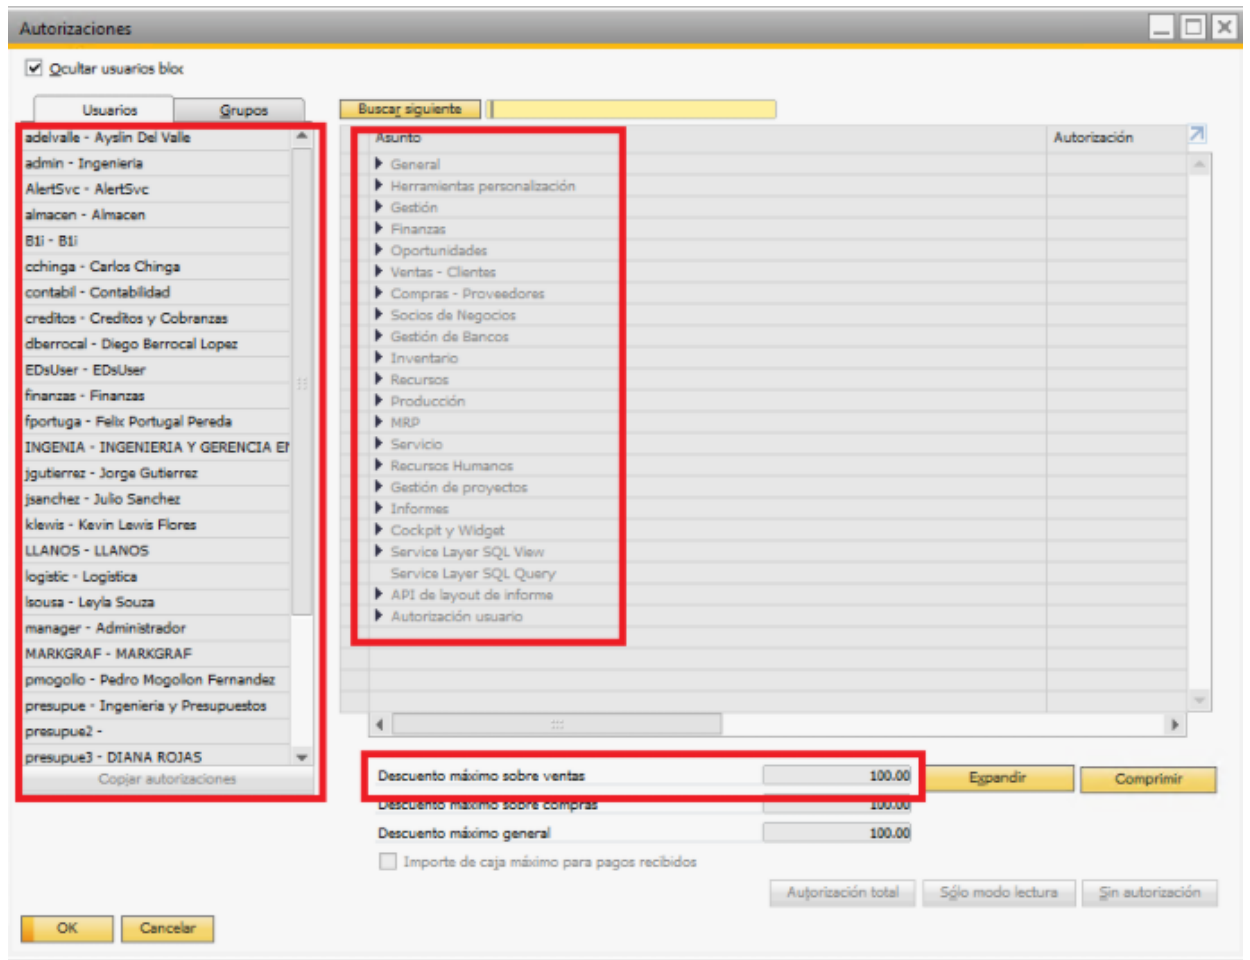 Autorizaciones
Ocultar usuarios bloc
Usuarios
Grupos
adelvalle - Ayslin Del Valle
admin - Ingenieria
AlertSvc - AlertSvc
almacen - Almacen
B1i - B1i
cchinga - Carlos Chinga
contabil - Contabilidad
creditos - Creditos y Cobranzas
dberrocal - Diego Berrocal Lopez
EDsUser - EDsUser
finanzas - Finanzas
fportuga - Felix Portugal Pereda
INGENIA - INGENIERIA Y GERENCIA EN
jgutierrez - Jorge Gutierrez
jsanchez - Julio Sanchez
klewis - Kevin Lewis Flores
LLANOS - LLANOS
logistic - Logistica
lsousa - Leyla Souza
manager - Administrador
MARKGRAF - MARKGRAF
pmogollo - Pedro Mogollon Fernandez
presupue - Ingenieria y Presupuestos
presupue2 -
presupue3 - DIANA ROJAS
Copiar autorizaciones
Buscar siguiente
Asunto
Autorización
General
Herramientas personalización
Gestión
Finanzas
Oportunidades
Ventas - Clientes
Compras - Proveedores
Socios de Negocios
Gestión de Bancos
Inventario
Recursos
Producción
MRP
Servicio
Recursos Humanos
Gestión de proyectos
Informes
Cockpit y Widget
Service Layer SQL View
Service Layer SQL Query
API de layout de informe
Autorización usuario
Descuento máximo sobre ventas 100.00
Expandir
Comprimir
Descuento máximo sobre compras 100.00
Descuento máximo general 100.00
Importe de caja máximo para pagos recibidos
Autorización total
Sólo modo lectura
Sin autorización
OK
Cancelar